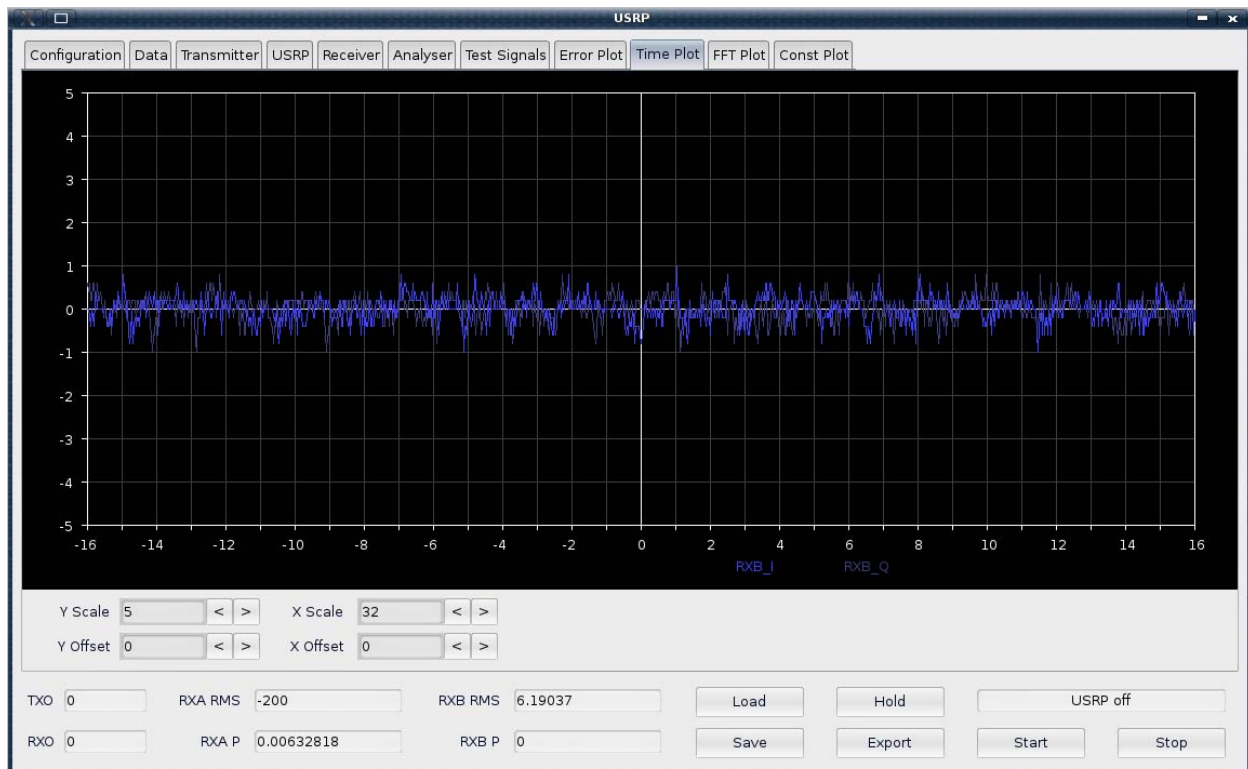 USRP
Configuration Data Transmitter USRP Receiver Analyser Test Signals Error Plot Time Plot FFT Plot Const Plot
5
4
3
2
1
0
-1
-2
-3
-4
-5
-16 -14 -12 -10 -8 -6 -4 -2 0 2 4 6 8 10 12 14 16
RXB_I RXB_Q
Y Scale 5 < > X Scale 32 < >
Y Offset 0 < > X Offset 0 < >
TXO 0 RXA RMS -200 RXB RMS 6.19037 Load Hold USRP off
RXO 0 RXA P 0.00632818 RXB P 0 Save Export Start Stop